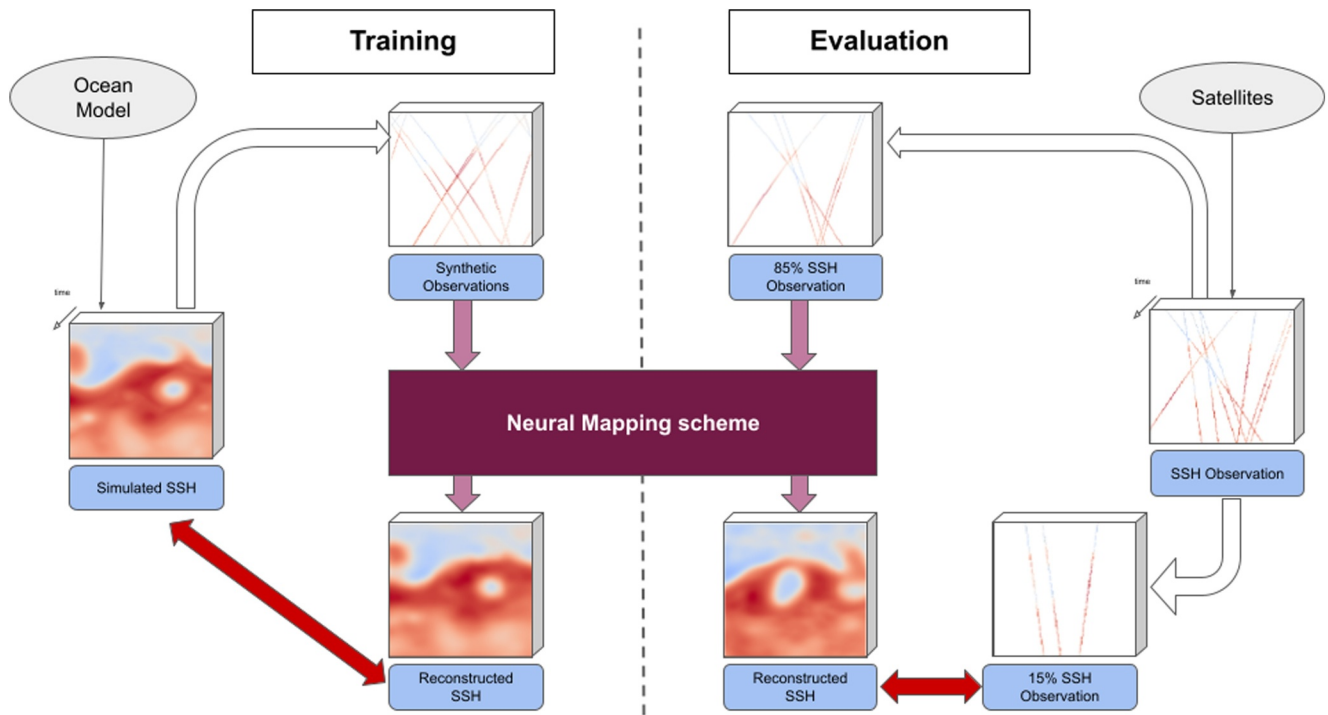 Training
Evaluation
Ocean
Model
Satellites
Synthetic
Observations
85% SSH
Observation
time
time
Neural Mapping scheme
Simulated SSH
SSH Observation
Reconstructed
SSH
Reconstructed
SSH
15% SSH
Observation